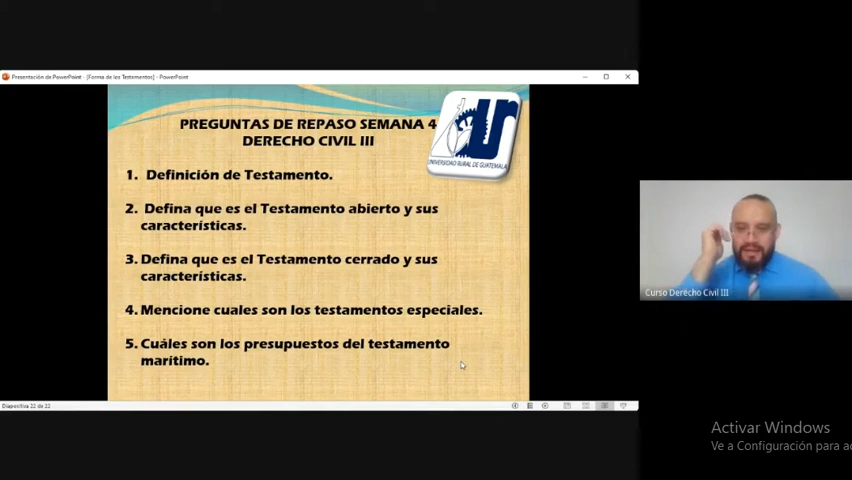 Presentación de PowerPoint - [Forma de los Testamentos] - PowerPoint
PREGUNTAS DE REPASO SEMANA 4
DERECHO CIVIL III
UNIVERSIDAD RURAL DE GUATEMALA
1. Definición de Testamento.
2. Defina que es el Testamento abierto y sus
características.
3. Defina que es el Testamento cerrado y sus
características.
4. Mencione cuales son los testamentos especiales.
5. Cuáles son los presupuestos del testamento
marítimo.
Diapositiva 22 de 22
Curso Derecho Civil III
Activar Windows
Ve a Configuración para ac